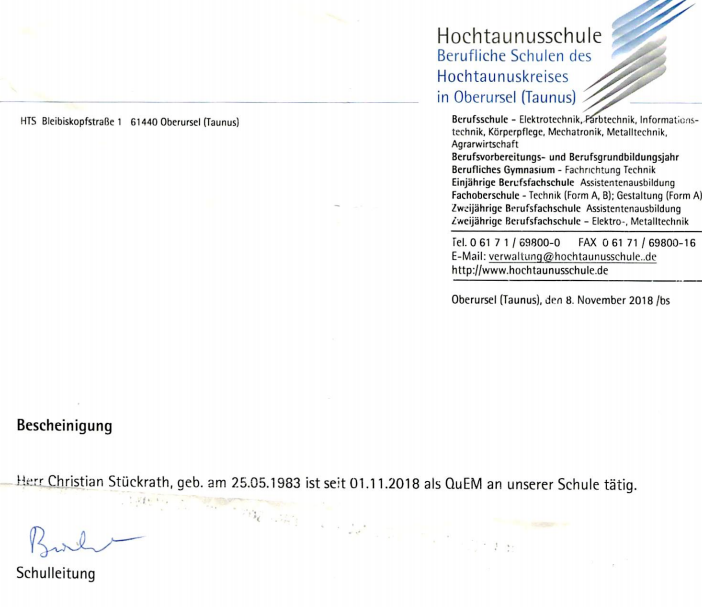 Hochtaunusschule
Berufliche Schulen des
Hochtaunuskreises
in Oberursel (Taunus)
HTS Bleibiskopfstraße 1 61440 Oberursel (Taunus)
Berufsschule – Elektrotechnik, Farbtechnik, Informations-
technik, Körperpflege, Mechatronik, Metalltechnik,
Agrarwirtschaft
Berufsvorbereitungs- und Berufsgrundbildungsjahr
Berufliches Gymnasium – Fachrichtung Technik
Einjährige Berufsfachschule Assistentenausbildung
Fachoberschule - Technik (Form A, B); Gestaltung (Form A)
Zweijährige Berufsfachschule Assistentenausbildung
Zweijährige Berufsfachschule – Elektro-, Metalltechnik
Tel. 0 61 7 1 / 69800-0 FAX 0 61 71 / 69800-16
E-Mail: verwaltung@hochtaunusschule.de
http://www.hochtaunusschule.de
Oberursel (Taunus), den 8. November 2018 /bs
Bescheinigung
Herr Christian Stückrath, geb. am 25.05.1983 ist seit 01.11.2018 als QuEM an unserer Schule tätig.
Schulleitung